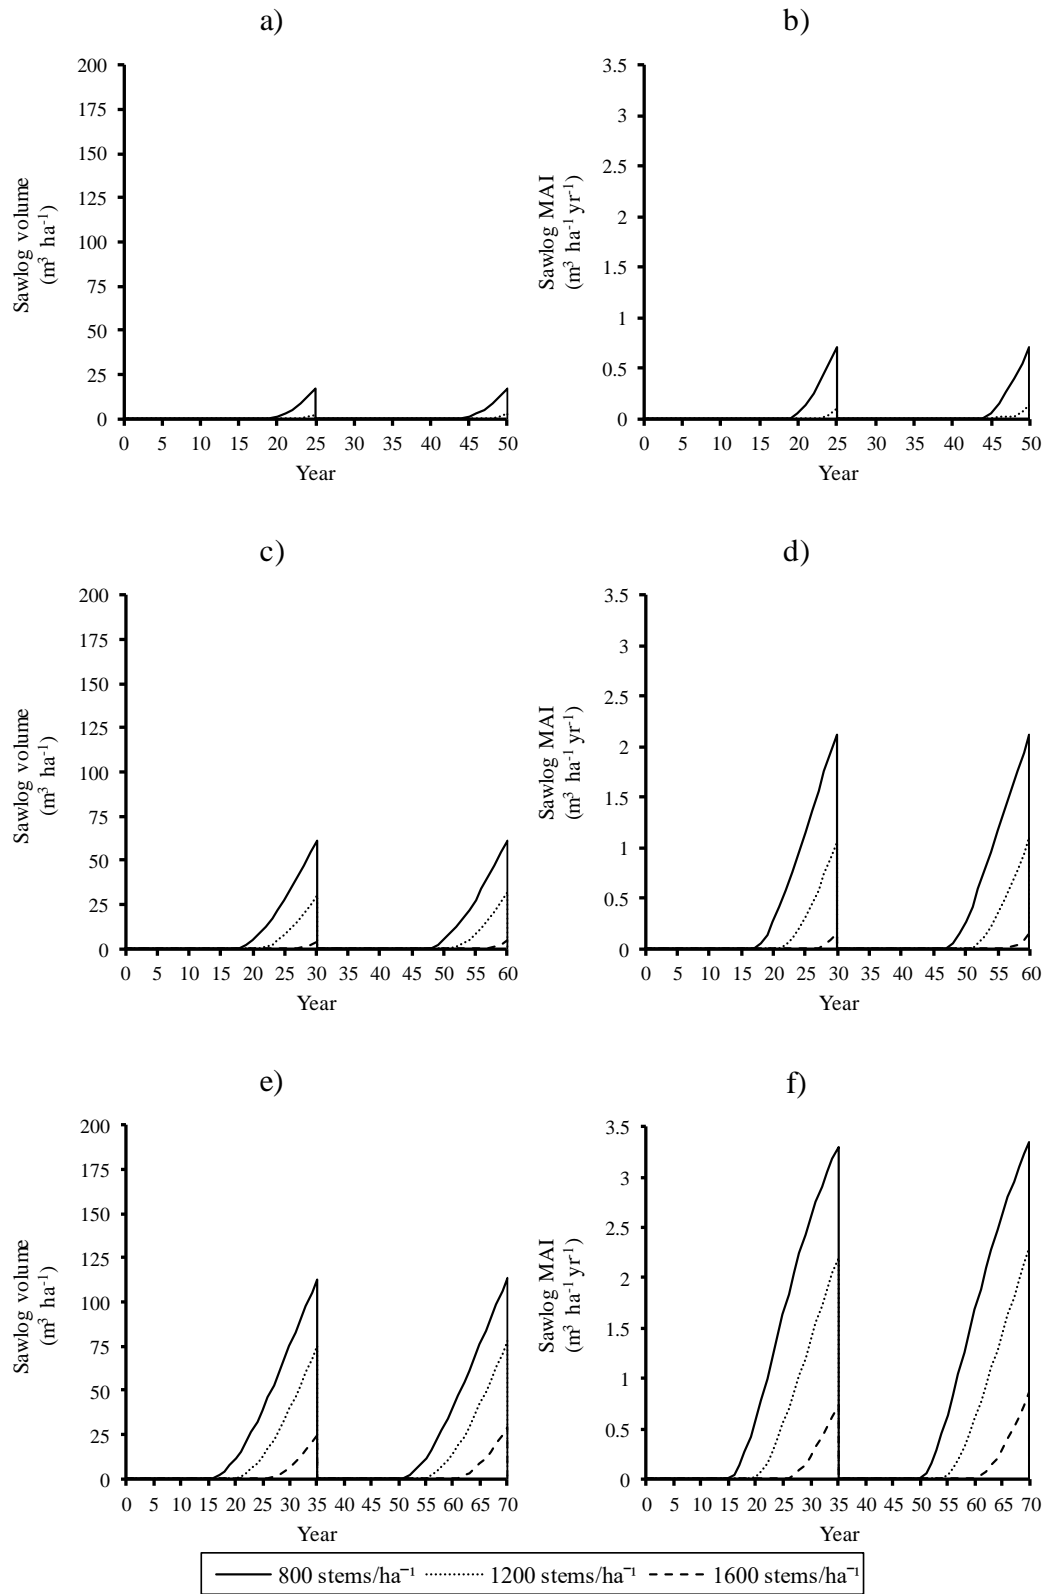 a)
200
175
150
125
100
75
50
25
0
Sawlog volume
(m³ ha⁻¹)
0 5 10 15 20 25 30 35 40 45 50
Year
b)
3.5
3
2.5
2
1.5
1
0.5
0
Sawlog MAI
(m³ ha⁻¹ yr⁻¹)
0 5 10 15 20 25 30 35 40 45 50
Year
c)
200
175
150
125
100
75
50
25
0
Sawlog volume
(m³ ha⁻¹)
0 5 10 15 20 25 30 35 40 45 50 55 60
Year
d)
3.5
3
2.5
2
1.5
1
0.5
0
Sawlog MAI
(m³ ha⁻¹ yr⁻¹)
0 5 10 15 20 25 30 35 40 45 50 55 60
Year
e)
200
175
150
125
100
75
50
25
0
Sawlog volume
(m³ ha⁻¹)
0 5 10 15 20 25 30 35 40 45 50 55 60 65 70
Year
f)
3.5
3
2.5
2
1.5
1
0.5
0
Sawlog MAI
(m³ ha⁻¹ yr⁻¹)
0 5 10 15 20 25 30 35 40 45 50 55 60 65 70
Year
800 stems/ha⁻¹ 1200 stems/ha⁻¹ 1600 stems/ha⁻¹